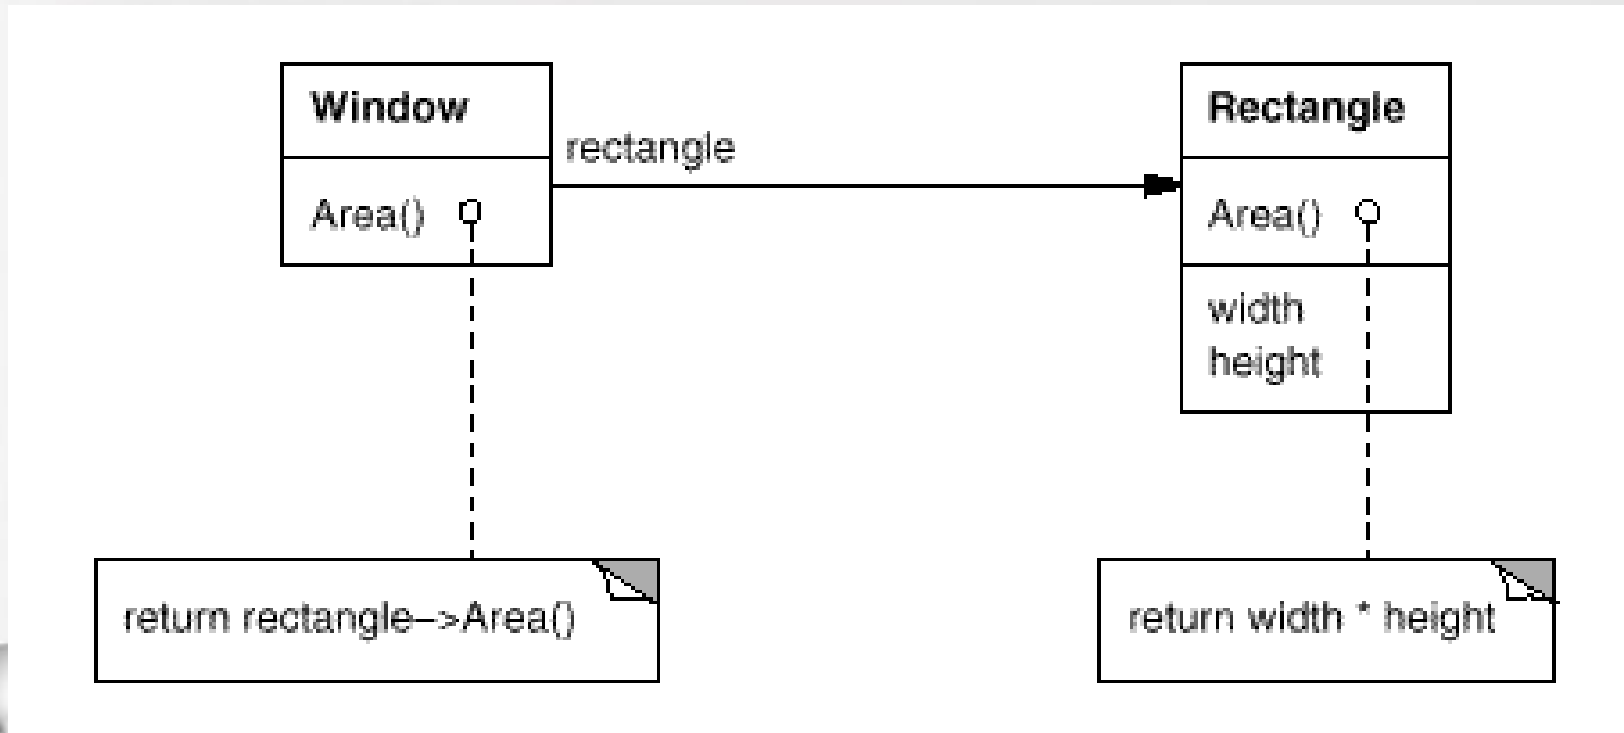 Window
rectangle
Area()
Rectangle
Area()
width
height
return rectangle–>Area()
return width * height